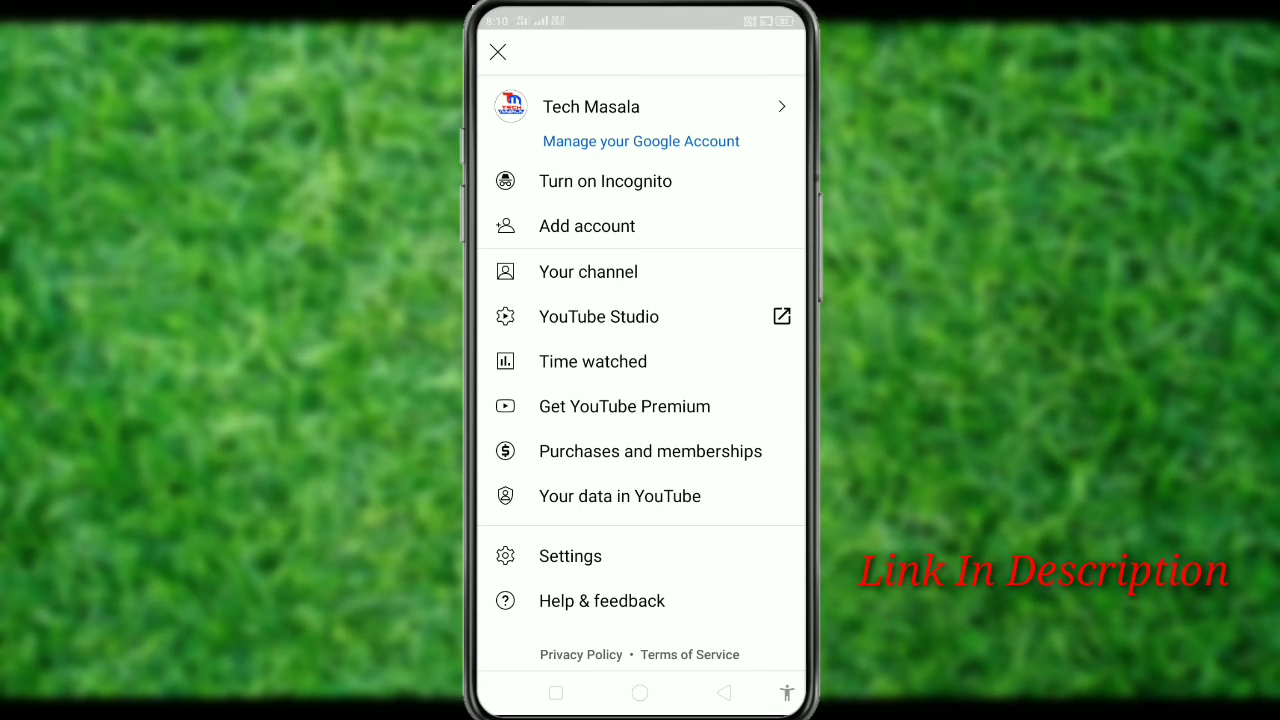 8:10
Tech Masala
Manage your Google Account
Turn on Incognito
Add account
Your channel
YouTube Studio
Time watched
Get YouTube Premium
Purchases and memberships
Your data in YouTube
Settings
Link In Description
Help & feedback
Privacy Policy • Terms of Service